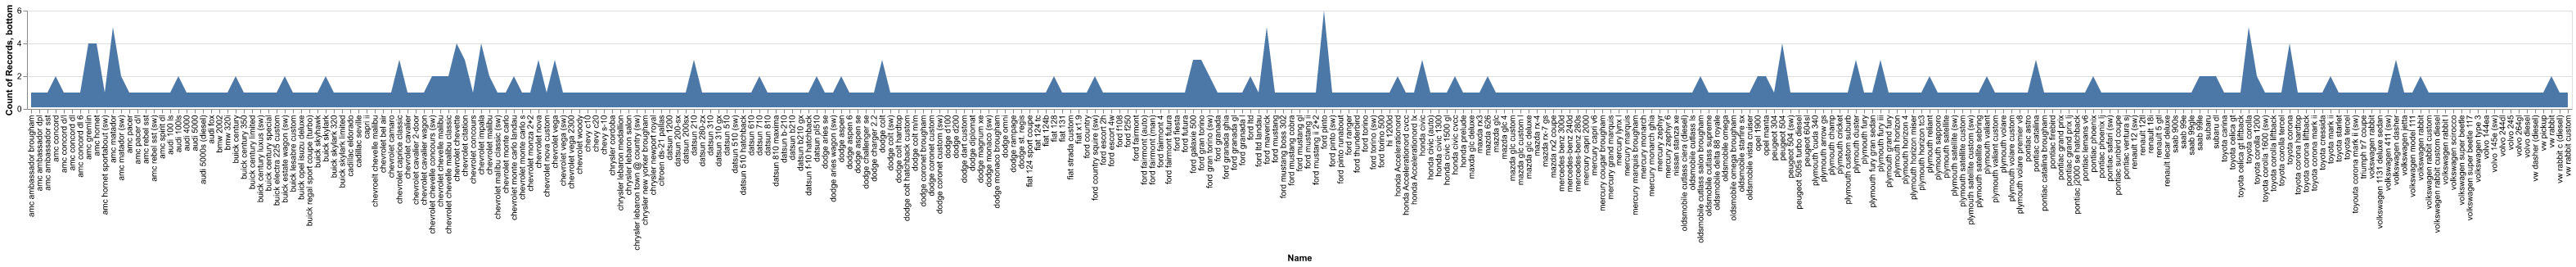 Count of Records, bottom
6
4
2
0
amc ambassador brougham
amc ambassador dpl
amc ambassador sst
amc concord
amc concord d/l
amc concord dl
amc concord dl 6
amc gremlin
amc hornet
amc hornet sportabout (sw)
amc matador
amc matador (sw)
amc pacer
amc pacer d/l
amc rebel sst
amc rebel sst (sw)
amc spirit dl
audi 100 ls
audi 100ls
audi 4000
audi 5000
audi 5000s (diesel)
audi fox
bmw 2002
bmw 320i
buick century
buick century 350
buick century limited
buick century luxus (sw)
buick century special
buick electra 225 custom
buick estate wagon (sw)
buick lesabre custom
buick opel isuzu deluxe
buick regal sport coupe (turbo)
buick skyhawk
buick skylark
buick skylark 320
buick skylark limited
cadillac eldorado
cadillac seville
capri ii
chevroelt chevelle malibu
chevrolet bel air
chevrolet camaro
chevrolet caprice classic
chevrolet cavalier
chevrolet cavalier 2-door
chevrolet cavalier wagon
chevrolet chevelle concours (sw)
chevrolet chevelle malibu
chevrolet chevelle malibu classic
chevrolet chevette
chevrolet citation
chevrolet concours
chevrolet impala
chevrolet malibu
chevrolet malibu classic (sw)
chevrolet monte carlo
chevrolet monte carlo landau
chevrolet monte carlo s
chevrolet monza 2+2
chevrolet nova
chevrolet nova custom
chevrolet vega
chevrolet vega (sw)
chevrolet vega 2300
chevrolet woody
chevy c10
chevy c20
chevy s-10
chrysler cordoba
chrysler lebaron medallion
chrysler lebaron salon
chrysler lebaron town @ country (sw)
chrysler new yorker brougham
chrysler newport royal
citroen ds-21 pallas
datsun 1200
datsun 200-sx
datsun 200sx
datsun 210
datsun 280-zx
datsun 310
datsun 310 gx
datsun 510
datsun 510 (sw)
datsun 510 hatchback
datsun 610
datsun 710
datsun 810
datsun 810 maxima
datsun b-210
datsun b210
datsun b210 gx
datsun f-10 hatchback
datsun pl510
dodge aries se
dodge aries wagon (sw)
dodge aspen
dodge aspen 6
dodge aspen se
dodge challenger se
dodge charger 2.2
dodge colt
dodge colt (sw)
dodge colt hardtop
dodge colt hatchback custom
dodge colt m/m
dodge coronet brougham
dodge coronet custom
dodge coronet custom (sw)
dodge d100
dodge d200
dodge dart custom
dodge diplomat
dodge magnum xe
dodge monaco (sw)
dodge monaco brougham
dodge omni
dodge rampage
dodge st. regis
fiat 124 sport coupe
fiat 124 tc
fiat 124b
fiat 128
fiat 131
fiat strada custom
fiat x1.9
ford country
ford country squire (sw)
ford escort 2h
ford escort 4w
ford f108
ford f250
ford fairmont
ford fairmont (auto)
ford fairmont (man)
ford fairmont 4
ford fairmont futura
ford fiesta
ford futura
ford galaxie 500
ford gran torino
ford gran torino (sw)
ford granada
ford granada ghia
ford granada gl
ford granada l
ford ltd
ford ltd landau
ford maverick
ford mustang
ford mustang boss 302
ford mustang cobra
ford mustang gl
ford mustang ii
ford mustang ii 2+2
ford pinto
ford pinto (sw)
ford pinto runabout
ford ranger
ford thunderbird
ford torino
ford torino (sw)
ford torino 500
hi 1200d
honda Accelerationord
honda Accelerationord cvcc
honda Accelerationord lx
honda civic
honda civic (auto)
honda civic 1300
honda civic 1500 gl
honda civic cvcc
honda prelude
maxda glc deluxe
maxda rx3
mazda 626
mazda glc
mazda glc 4
mazda glc custom
mazda glc custom l
mazda glc deluxe
mazda rx-4
mazda rx-7 gs
mazda rx2 coupe
mercedes benz 300d
mercedes-benz 240d
mercedes-benz 280s
mercury capri 2000
mercury capri v6
mercury cougar brougham
mercury grand marquis
mercury lynx l
mercury marquis
mercury marquis brougham
mercury monarch
mercury monarch ghia
mercury zephyr
mercury zephyr 6
nissan stanza xe
oldsmobile cutlass ciera (diesel)
oldsmobile cutlass ls
oldsmobile cutlass salon brougham
oldsmobile cutlass supreme
oldsmobile delta 88 royale
oldsmobile omega
oldsmobile omega brougham
oldsmobile starfire sx
oldsmobile vista cruiser
opel 1900
opel manta
peugeot 304
peugeot 504
peugeot 504 (sw)
peugeot 505s turbo diesel
peugeot 604sl
plymouth 'cuda 340
plymouth arrow gs
plymouth champ
plymouth cricket
plymouth custom suburb
plymouth duster
plymouth fury
plymouth fury gran sedan
plymouth fury iii
plymouth grand fury
plymouth horizon
plymouth horizon 4
plymouth horizon miser
plymouth horizon tc3
plymouth reliant
plymouth sapporo
plymouth satellite
plymouth satellite (sw)
plymouth satellite custom
plymouth satellite custom (sw)
plymouth satellite sebring
plymouth valiant
plymouth valiant custom
plymouth volare
plymouth volare custom
plymouth volare premier v8
pontiac astro
pontiac catalina
pontiac catalina brougham
pontiac firebird
pontiac grand prix
pontiac grand prix lj
pontiac j2000 se hatchback
pontiac lemans v6
pontiac phoenix
pontiac phoenix lj
pontiac safari (sw)
pontiac sunbird coupe
pontiac ventura sj
renault 12 (sw)
renault 12tl
renault 18i
renault 5 gtl
renault lecar deluxe
saab 900s
saab 99e
saab 99gle
saab 99le
subaru
subaru dl
toyota carina
toyota celica gt
toyota celica gt liftback
toyota corolla
toyota corolla 1200
toyota corolla 1600 (sw)
toyota corolla liftback
toyota corolla tercel
toyota corona
toyota corona hardtop
toyota corona liftback
toyota corona mark ii
toyota cressida
toyota mark ii
toyota starlet
toyota tercel
toyouta corona mark ii (sw)
triumph tr7 coupe
vokswagen rabbit
volkswagen 1131 deluxe sedan
volkswagen 411 (sw)
volkswagen dasher
volkswagen jetta
volkswagen model 111
volkswagen rabbit
volkswagen rabbit custom
volkswagen rabbit custom diesel
volkswagen rabbit l
volkswagen scirocco
volkswagen super beetle
volkswagen super beetle 117
volkswagen type 3
volvo 144ea
volvo 145e (sw)
volvo 244dl
volvo 245
volvo 264gl
volvo diesel
vw dasher (diesel)
vw pickup
vw rabbit
vw rabbit c (diesel)
vw rabbit custom
Name